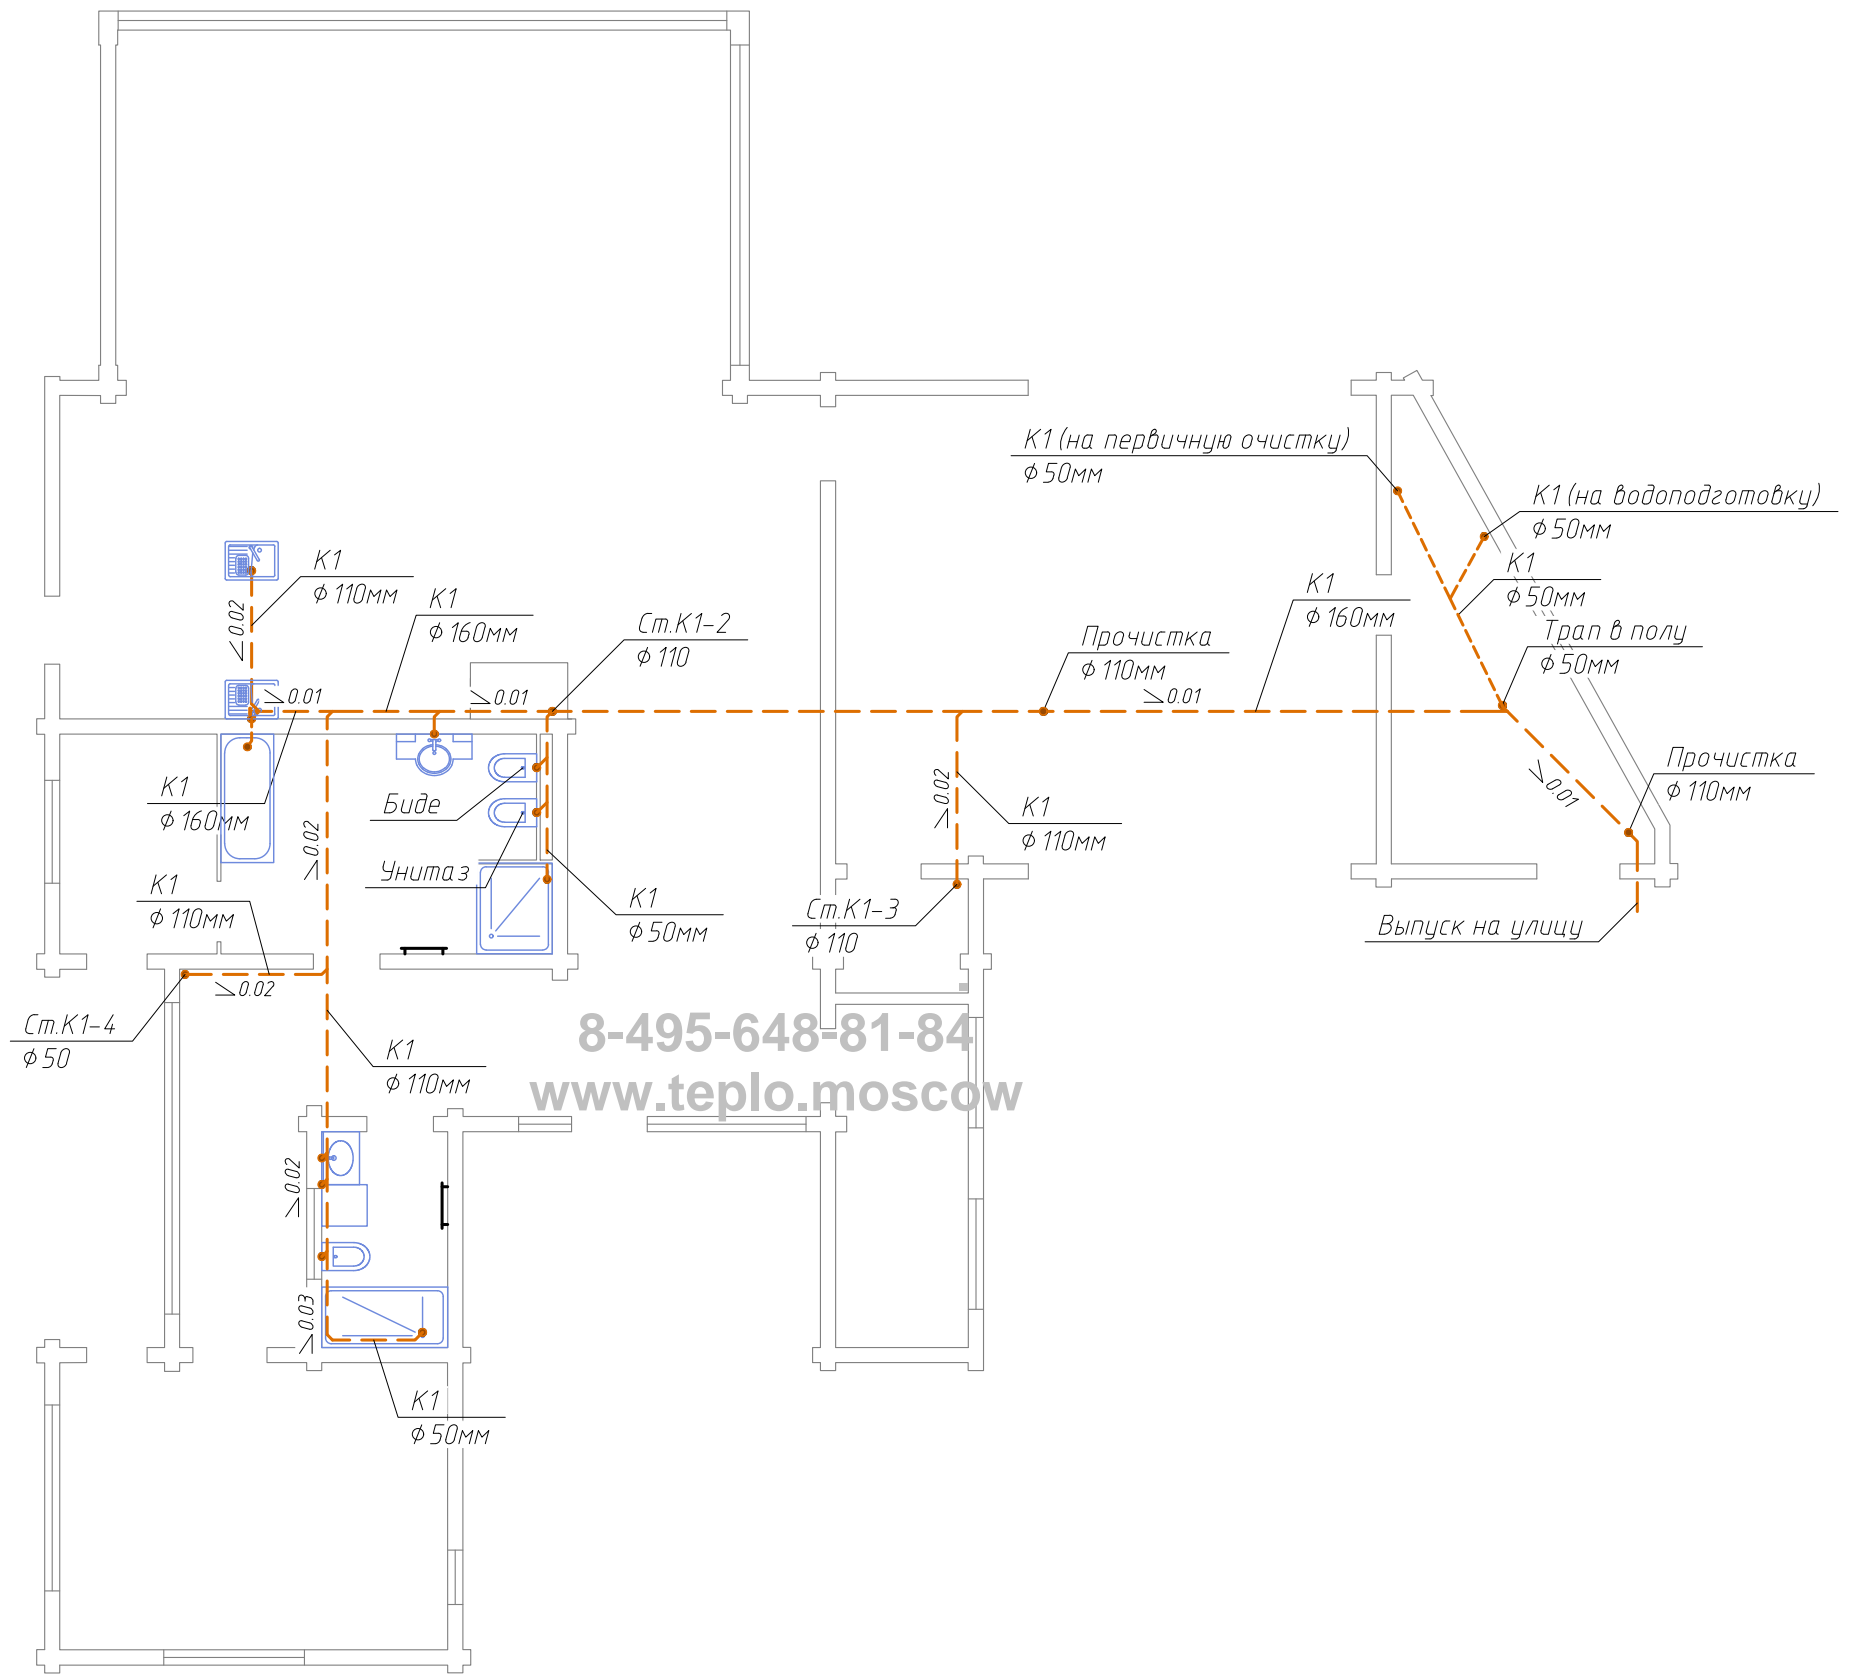 К1 (на первичную очистку)
ϕ 50мм
К1 (на водоподготовку)
ϕ 50мм
К1
ϕ 110мм
К1
ϕ 160мм
Ст.К1-2
ϕ 110
Прочистка
ϕ 110мм
К1
ϕ 160мм
К1
ϕ 50мм
Трап в полу
ϕ 50мм
0.02
0.01
0.01
0.01
К1
ϕ 160мм
Биде
0.02
Унитаз
К1
ϕ 110мм
К1
ϕ 50мм
0.02
К1
ϕ 110мм
Ст.К1-3
ϕ 110
0.01
Прочистка
ϕ 110мм
Выпуск на улицу
0.02
Ст.К1-4
ϕ 50
К1
ϕ 110мм
8-495-648-81-84
www.teplo.moscow
0.02
0.03
К1
ϕ 50мм